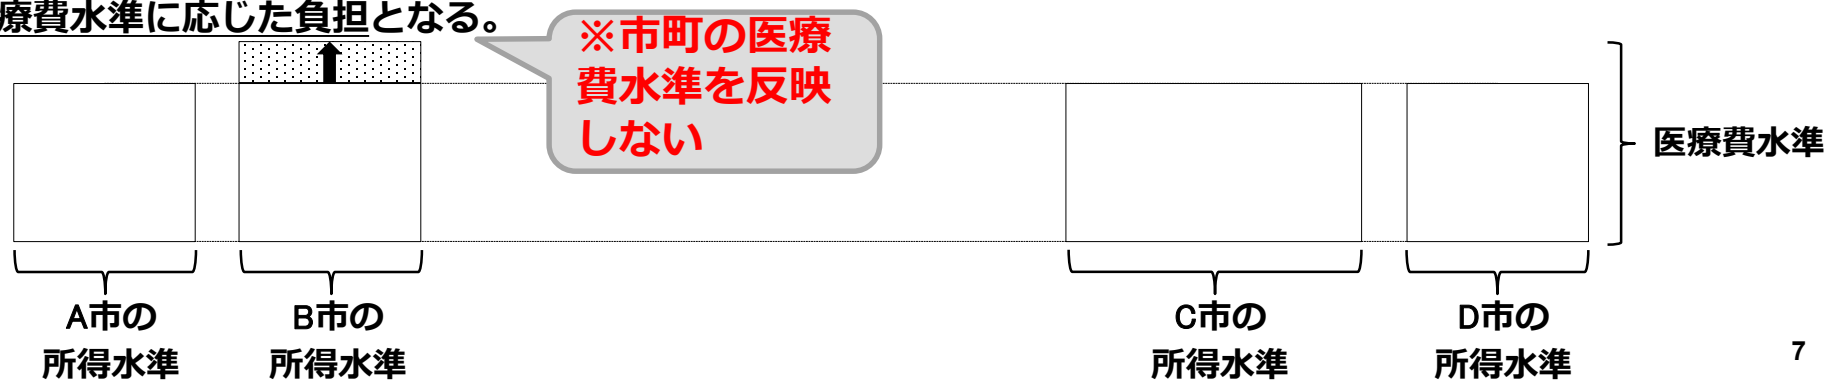 療費水準に応じた負担となる。
※市町の医療
費水準を反映
しない
医療費水準
A市の
所得水準
B市の
所得水準
C市の
所得水準
D市の
所得水準
7